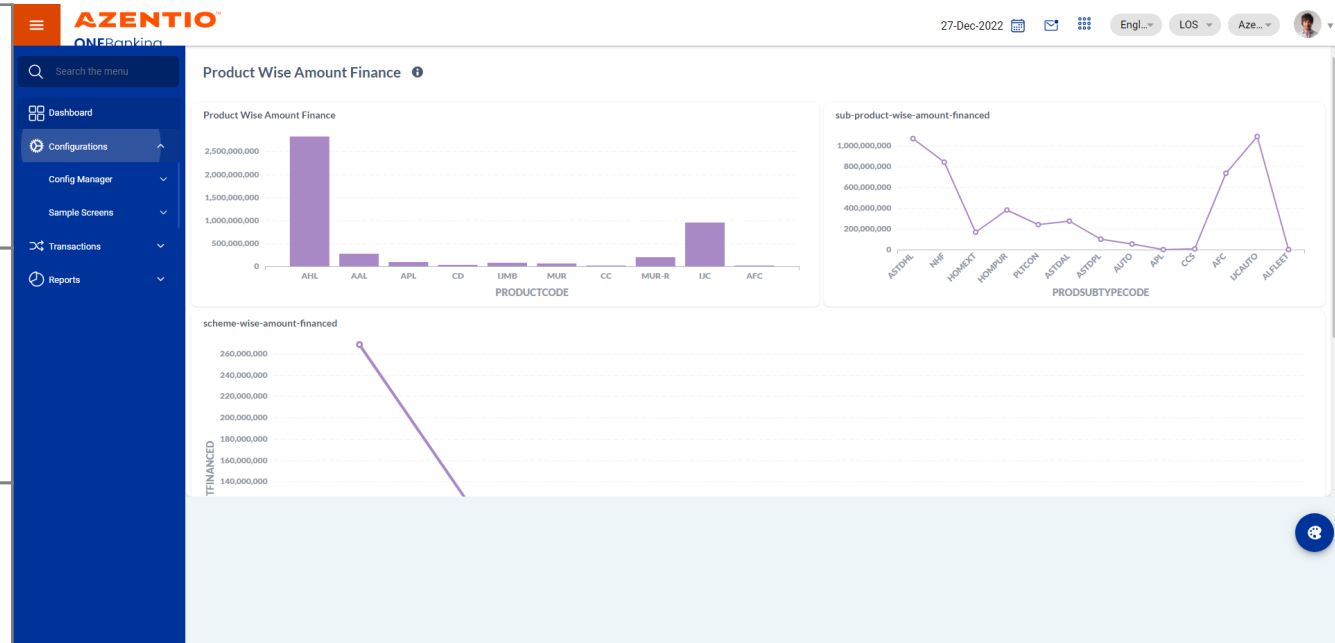 AZENTIO™
ONEBanking
27-Dec-2022
Engl...
LOS
Aze...
Search the menu
Dashboard
Configurations
Config Manager
Sample Screens
Transactions
Reports
Product Wise Amount Finance
Product Wise Amount Finance
2,500,000,000
2,000,000,000
1,500,000,000
1,000,000,000
500,000,000
0
AHL AAL APL CD IJMB MUR CC MUR-R IJC AFC
PRODUCTCODE
sub-product-wise-amount-financed
1,000,000,000
800,000,000
600,000,000
400,000,000
200,000,000
0
ASTDHL NHF HOMEXT HOMPUR PLTCON ASTDAL ASTDPL AUTO APL CCS AFC IJCAUTO ALFLEET
PRODSUBTYPECODE
scheme-wise-amount-financed
260,000,000
240,000,000
220,000,000
200,000,000
180,000,000
160,000,000
140,000,000
TFINANCED